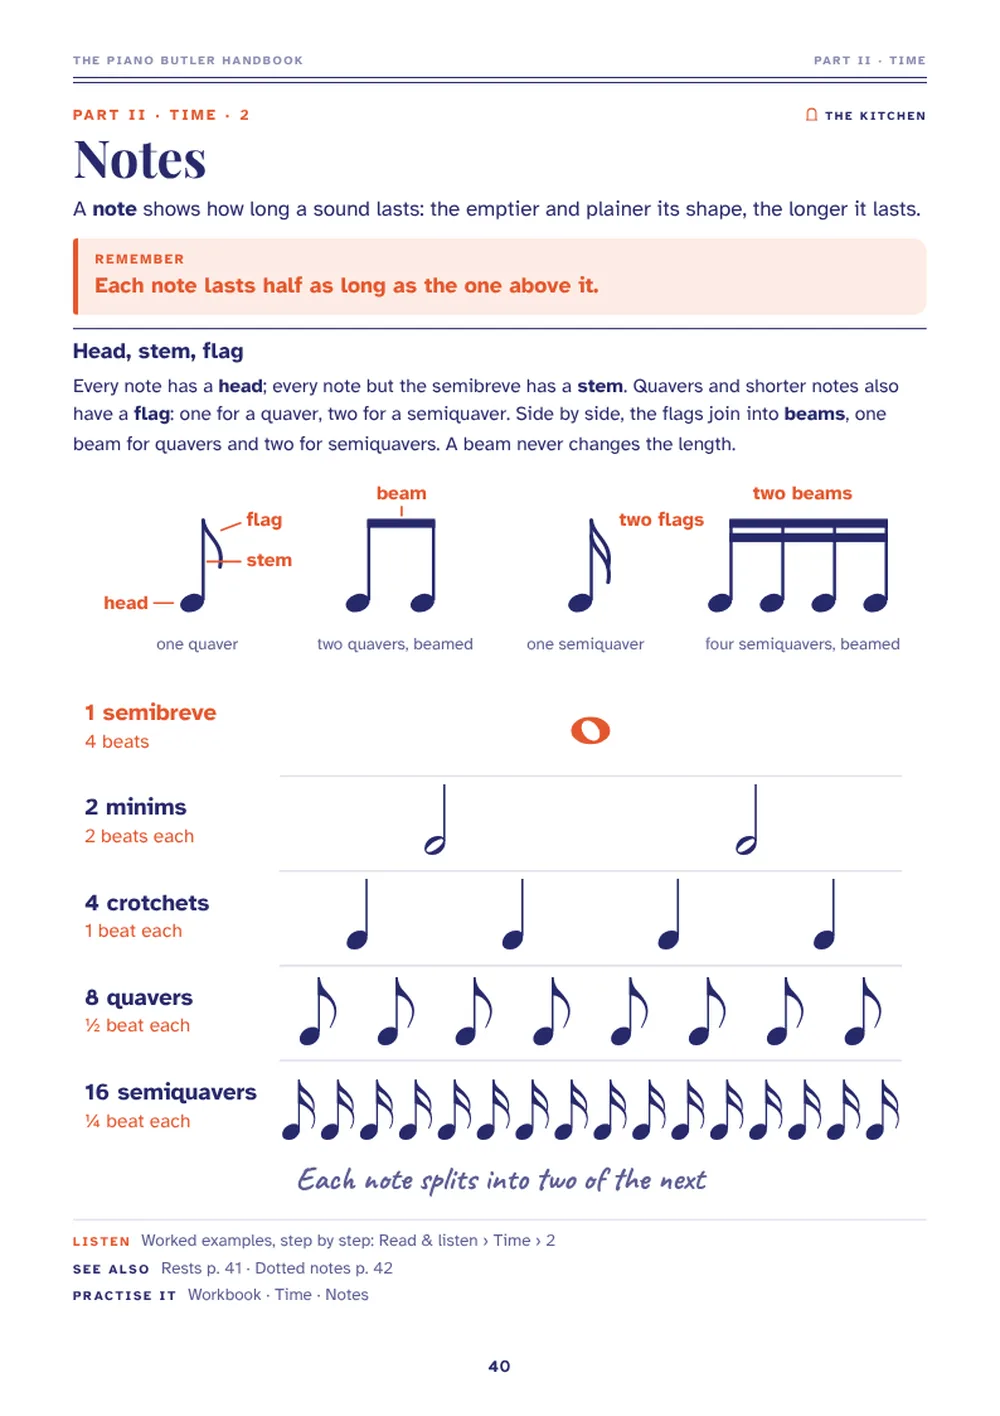 THE PIANO BUTLER HANDBOOK
PART II · TIME
PART II · TIME · 2
THE KITCHEN
Notes
A note shows how long a sound lasts: the emptier and plainer its shape, the longer it lasts.
REMEMBER
Each note lasts half as long as the one above it.
Head, stem, flag
Every note has a head; every note but the semibreve has a stem. Quavers and shorter notes also
have a flag: one for a quaver, two for a semiquaver. Side by side, the flags join into beams, one
beam for quavers and two for semiquavers. A beam never changes the length.
beam
two beams
flag
two flags
stem
head
one quaver
two quavers, beamed
one semiquaver
four semiquavers, beamed
1 semibreve
4 beats
2 minims
2 beats each
4 crotchets
1 beat each
8 quavers
½ beat each
16 semiquavers
¼ beat each
Each note splits into two of the next
LISTEN Worked examples, step by step: Read & listen › Time › 2
SEE ALSO Rests p. 41 · Dotted notes p. 42
PRACTISE IT Workbook · Time · Notes
40